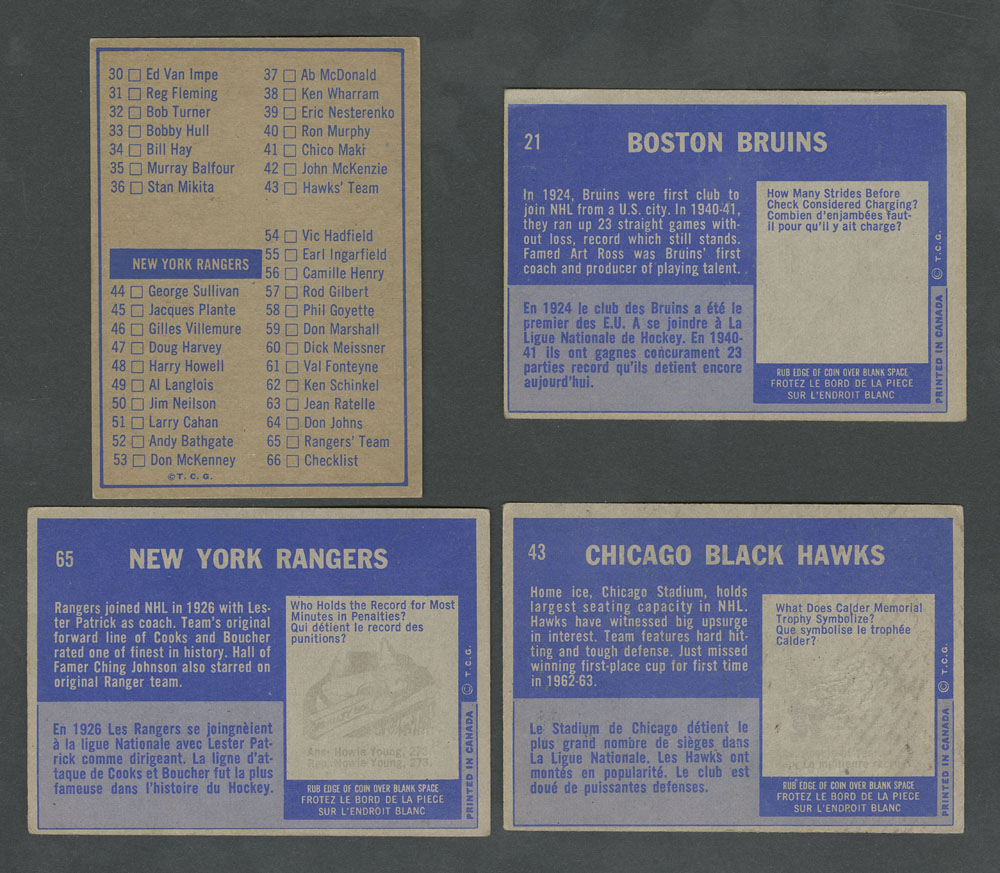 30 □ Ed Van Impe
31 □ Reg Fleming
32 □ Bob Turner
33 □ Bobby Hull
34 □ Bill Hay
35 □ Murray Balfour
36 □ Stan Mikita
NEW YORK RANGERS
44 □ George Sullivan
45 □ Jacques Plante
46 □ Gilles Villemure
47 □ Doug Harvey
48 □ Harry Howell
49 □ Al Langlois
50 □ Jim Neilson
51 □ Larry Cahan
52 □ Andy Bathgate
53 □ Don McKenney
37 □ Ab McDonald
38 □ Ken Wharram
39 □ Eric Nesterenko
40 □ Ron Murphy
41 □ Chico Maki
42 □ John McKenzie
43 □ Hawks' Team
54 □ Vic Hadfield
55 □ Earl Ingarfield
56 □ Camille Henry
57 □ Rod Gilbert
58 □ Phil Goyette
59 □ Don Marshall
60 □ Dick Meissner
61 □ Val Fonteyne
62 □ Ken Schinkel
63 □ Jean Ratelle
64 □ Don Johns
65 □ Rangers' Team
66 □ Checklist
©T. C. G.
21
BOSTON BRUINS
In 1924, Bruins were first club to
join NHL from a U.S. city. In 1940-41,
they ran up 23 straight games with-
out loss, record which still stands.
Famed Art Ross was Bruins' first
coach and producer of playing talent.
En 1924 le club des Bruins a été le
premier des E.U. A se joindre à La
Ligue Nationale de Hockey. En 1940-
41 ils ont gagnes concurament 23
parties record qu'ils detient encore
aujourd'hui.
How Many Strides Before
Check Considered Charging?
Combien d'enjambées faut-
il pour qu'il y ait charge?
RUB EDGE OF COIN OVER BLANK SPACE
FROTEZ LE BORD DE LA PIECE
SUR L'ENDROIT BLANC
PRINTED IN CANADA © T.C.G.
65
NEW YORK RANGERS
Rangers joined NHL in 1926 with Les-
ter Patrick as coach. Team's original
forward line of Cooks and Boucher
rated one of finest in history. Hall of
Famer Ching Johnson also starred on
original Ranger team.
En 1926 Les Rangers se joingnèient
à la ligue Nationale avec Lester Pat-
rick comme dirigeant. La ligne d'at-
taque de Cooks et Boucher fut la plus
fameuse dans l'histoire du Hockey.
Who Holds the Record for Most
Minutes in Penalties?
Qui détient le record des
punitions?
Ans. Howie Young, 273.
Rep. Howie Young, 273.
RUB EDGE OF COIN OVER BLANK SPACE
FROTEZ LE BORD DE LA PIECE
SUR L'ENDROIT BLANC
PRINTED IN CANADA © T.C.G.
43
CHICAGO BLACK HAWKS
Home ice, Chicago Stadium, holds
largest seating capacity in NHL.
Hawks have witnessed big upsurge
in interest. Team features hard hit-
ting and tough defense. Just missed
winning first-place cup for first time
in 1962-63.
Le Stadium de Chicago détient le
plus grand nombre de sièges dans
La Ligue Nationale. Les Hawks ont
montés en popularité. Le club est
doué de puissantes defenses.
What Does Calder Memorial
Trophy Symbolize?
Que symbolise le trophée
Calder?
RUB EDGE OF COIN OVER BLANK SPACE
FROTEZ LE BORD DE LA PIECE
SUR L'ENDROIT BLANC
PRINTED IN CANADA © T.C.G.